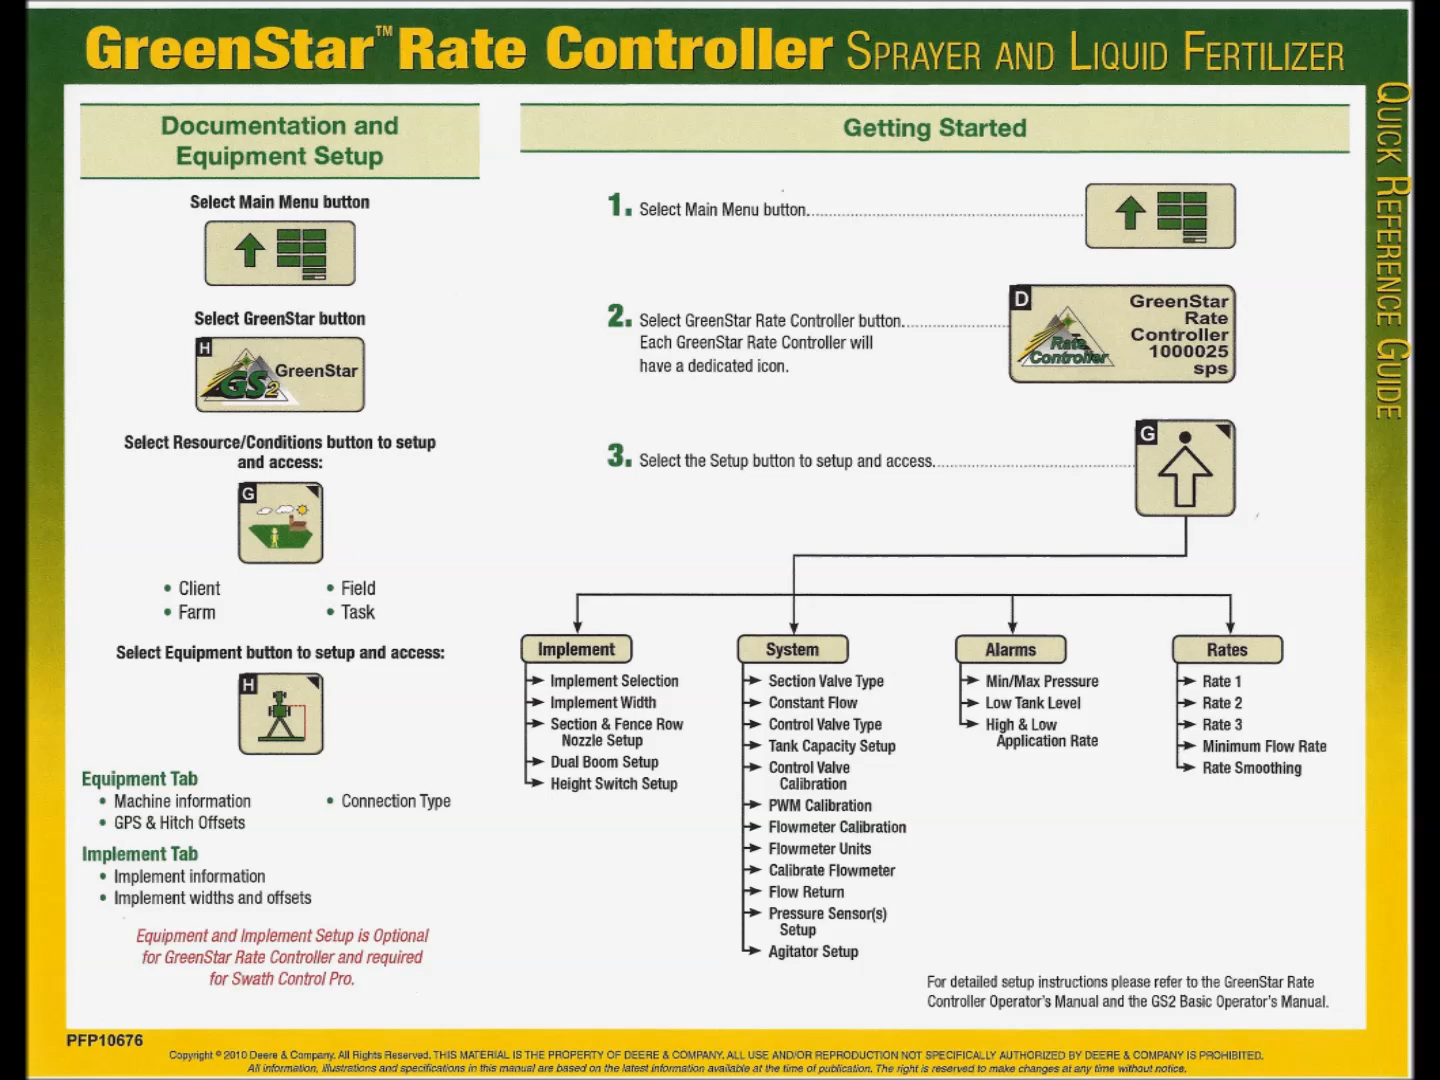 GreenStar™ Rate Controller SPRAYER AND LIQUID FERTILIZER
QUICK REFERENCE GUIDE
Documentation and
Equipment Setup
Select Main Menu button
Select GreenStar button
H
GS2
GreenStar
Select Resource/Conditions button to setup
and access:
G
• Client
• Farm
• Field
• Task
Select Equipment button to setup and access:
H
Equipment Tab
• Machine information
• GPS & Hitch Offsets
• Connection Type
Implement Tab
• Implement information
• Implement widths and offsets
Equipment and Implement Setup is Optional
for GreenStar Rate Controller and required
for Swath Control Pro.
Getting Started
1. Select Main Menu button
2. Select GreenStar Rate Controller button
Each GreenStar Rate Controller will
have a dedicated icon.
D
Rate
Controller
GreenStar
Rate
Controller
1000025
sps
3. Select the Setup button to setup and access
G
Implement
Implement Selection
Implement Width
Section & Fence Row
Nozzle Setup
Dual Boom Setup
Height Switch Setup
System
Section Valve Type
Constant Flow
Control Valve Type
Tank Capacity Setup
Control Valve
Calibration
PWM Calibration
Flowmeter Calibration
Flowmeter Units
Calibrate Flowmeter
Flow Return
Pressure Sensor(s)
Setup
Agitator Setup
Alarms
Min/Max Pressure
Low Tank Level
High & Low
Application Rate
Rates
Rate 1
Rate 2
Rate 3
Minimum Flow Rate
Rate Smoothing
For detailed setup instructions please refer to the GreenStar Rate
Controller Operator's Manual and the GS2 Basic Operator's Manual.
PFP10676
Copyright © 2010 Deere & Company. All Rights Reserved. THIS MATERIAL IS THE PROPERTY OF DEERE & COMPANY. ALL USE AND/OR REPRODUCTION NOT SPECIFICALLY AUTHORIZED BY DEERE & COMPANY IS PROHIBITED.
All information, illustrations and specifications in this manual are based on the latest information available at the time of publication. The right is reserved to make changes at any time without notice.